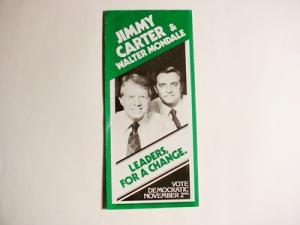 JIMMY
CARTER &
WALTER MONDALE
LEADERS,
FOR A CHANGE.
VOTE
DEMOCRATIC
NOVEMBER 2ND